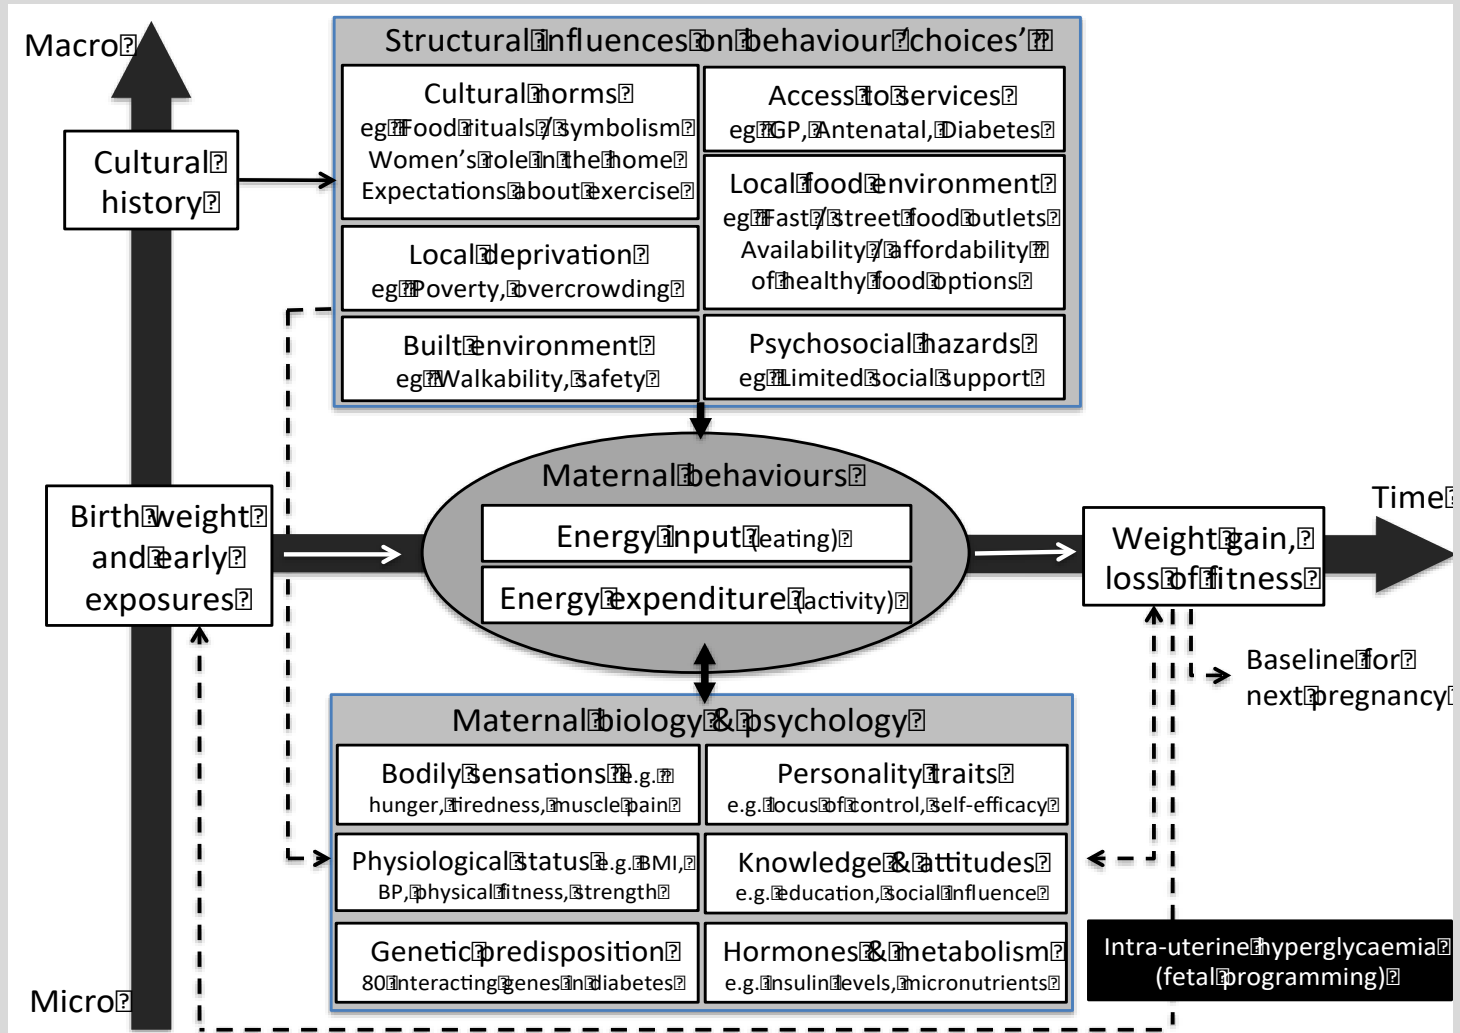 Macro
Structural influences on behaviour 'choices'
Cultural norms
eg Food rituals / symbolism
Women's role in the home
Expectations about exercise
Access to services
eg GP, Antenatal, Diabetes
Cultural
history
Local food environment
eg Fast / street food outlets
Availability / affordability
of healthy food options
Local deprivation
eg Poverty, overcrowding
Built environment
eg Walkability, safety
Psychosocial hazards
eg Limited social support
Maternal behaviours
Energy input (eating)
Energy expenditure (activity)
Birth weight
and early
exposures
Time
Weight gain,
loss of fitness
Baseline for
next pregnancy
Maternal biology & psychology
Bodily sensations e.g.
hunger, tiredness, muscle pain
Personality traits
e.g. locus of control, self-efficacy
Physiological status e.g. BMI,
BP, physical fitness, strength
Knowledge & attitudes
e.g. education, social influence
Genetic predisposition
80 interacting genes in diabetes
Hormones & metabolism
e.g. insulin levels, micronutrients
Intra-uterine hyperglycaemia
(fetal programming)
Micro